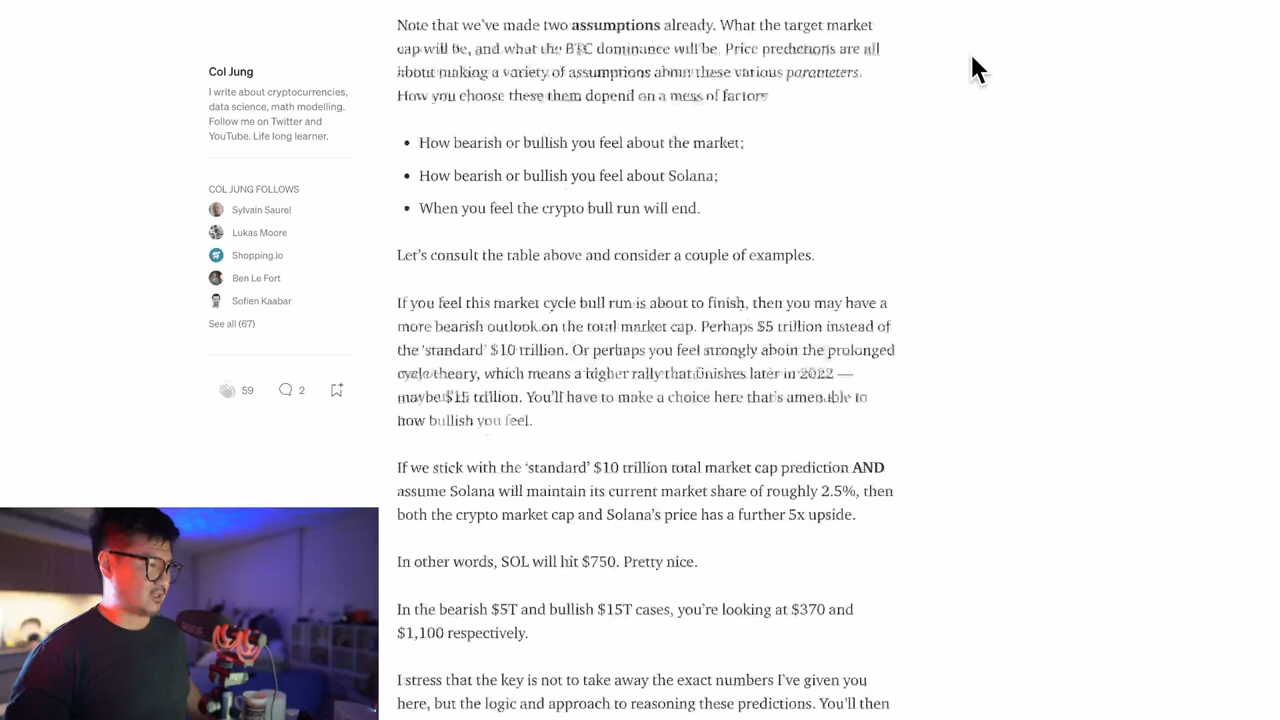 Col Jung
I write about cryptocurrencies,
data science, math modelling.
Follow me on Twitter and
YouTube. Life long learner.
COL JUNG FOLLOWS
Sylvain Saurel
Lukas Moore
Shopping.io
Ben Le Fort
Sofien Kaabar
See all (67)
59
2
Note that we've made two assumptions already. What the target market
cap will be, and what the BTC dominance will be. Price predictions are all
about making a variety of assumptions about these various parameters.
How you choose these them depend on a mess of factors
• How bearish or bullish you feel about the market;
• How bearish or bullish you feel about Solana;
• When you feel the crypto bull run will end.
Let's consult the table above and consider a couple of examples.
If you feel this market cycle bull run is about to finish, then you may have a
more bearish outlook on the total market cap. Perhaps $5 trillion instead of
the 'standard' $10 trillion. Or perhaps you feel strongly about the prolonged
cycle theory, which means a higher rally that finishes later in 2022 —
maybe $15 trillion. You'll have to make a choice here that's amenable to
how bullish you feel.
If we stick with the 'standard' $10 trillion total market cap prediction AND
assume Solana will maintain its current market share of roughly 2.5%, then
both the crypto market cap and Solana's price has a further 5x upside.
In other words, SOL will hit $750. Pretty nice.
In the bearish $5T and bullish $15T cases, you're looking at $370 and
$1,100 respectively.
I stress that the key is not to take away the exact numbers I've given you
here, but the logic and approach to reasoning these predictions. You'll then